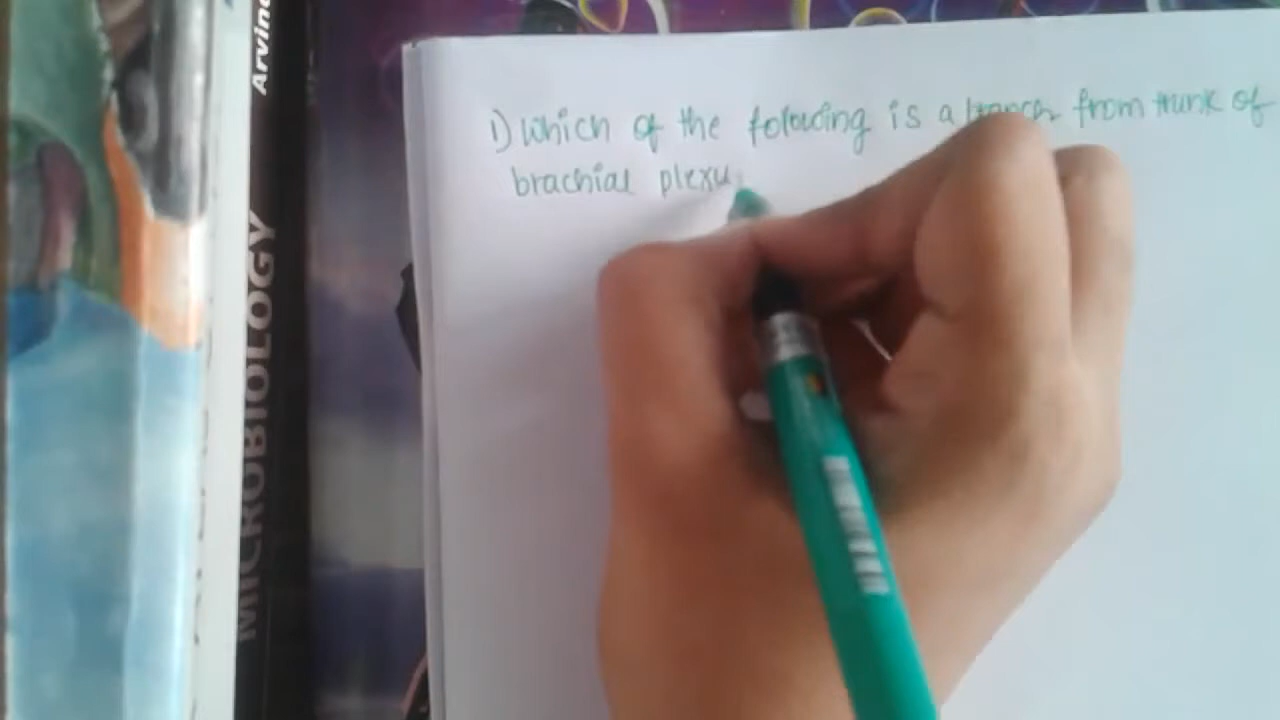 Arvind
MICROBIOLOGY
1) Which of the folowing is a branch from trunk of
brachial plexu